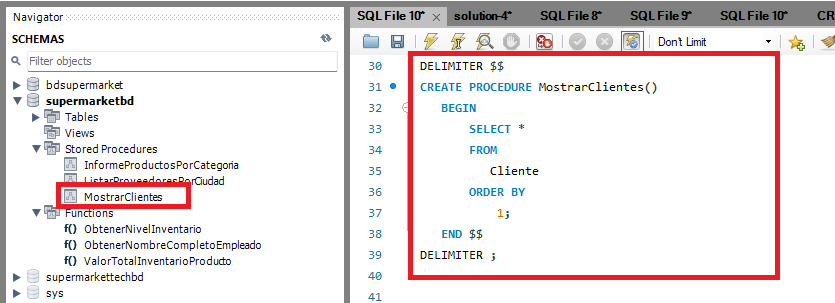 Navigator
SCHEMAS
Filter objects
bdsupermarket
supermarketbd
Tables
Views
Stored Procedures
InformeProductosPorCategoria
ListarProveedoresPorCiudad
MostrarClientes
Functions
ObtenerNivelInventario
ObtenerNombreCompletoEmpleado
ValorTotalInventarioProducto
supermarkettechbd
sys
SQL File 10* solution-4* SQL File 8* SQL File 9* SQL File 10* CR
Don't Limit
30 DELIMITER $$
31 CREATE PROCEDURE MostrarClientes()
32 BEGIN
33 SELECT *
34 FROM
35 Cliente
36 ORDER BY
37 1;
38 END $$
39 DELIMITER ;
40
41